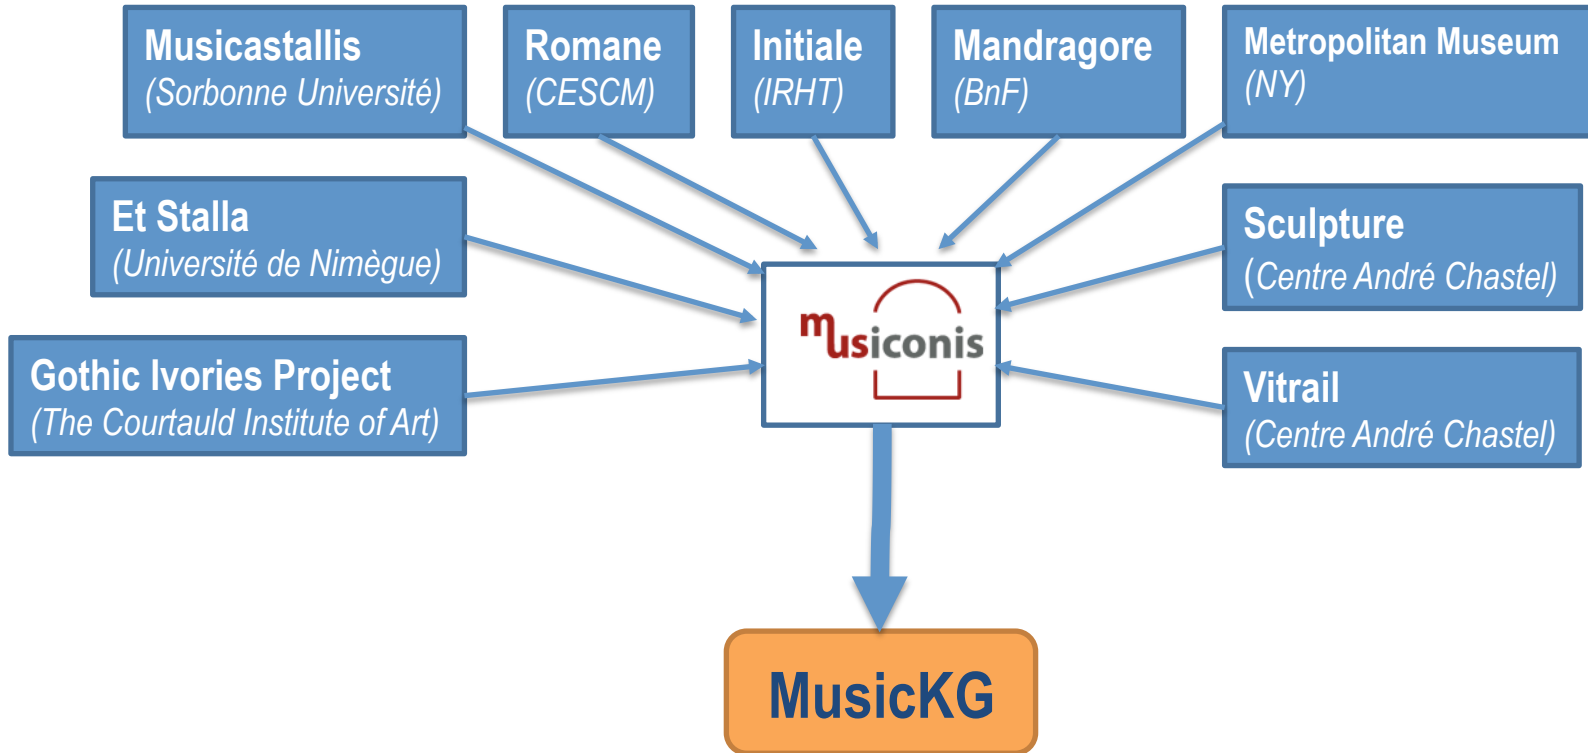 Musicastallis
(Sorbonne Université)
Romane
(CESCM)
Initiale
(IRHT)
Mandragore
(BnF)
Metropolitan Museum
(NY)
Et Stalla
(Université de Nimègue)
Sculpture
(Centre André Chastel)
musiconis
Gothic Ivories Project
(The Courtauld Institute of Art)
Vitrail
(Centre André Chastel)
MusicKG